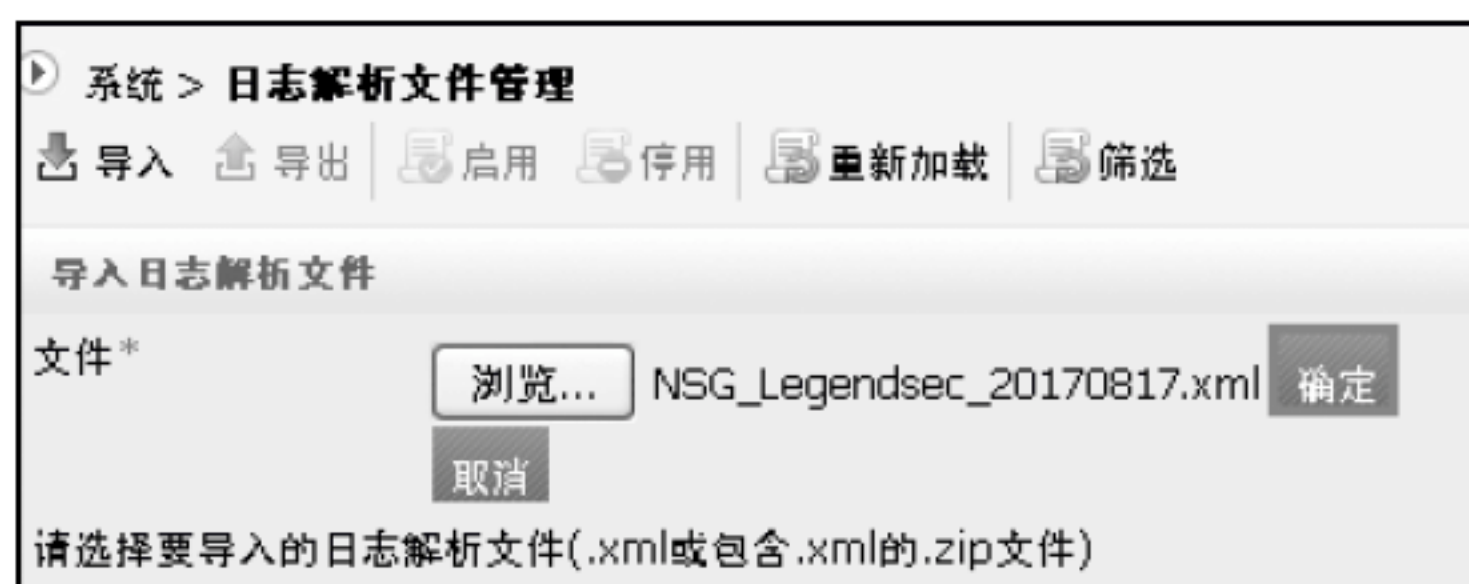 系统 > 日志解析文件管理
导入 导出 启用 停用 重新加载 筛选
导入日志解析文件
文件* 浏览... NSG_Legendsec_20170817.xml 确定
取消
请选择要导入的日志解析文件(.xml或包含.xml的.zip文件)